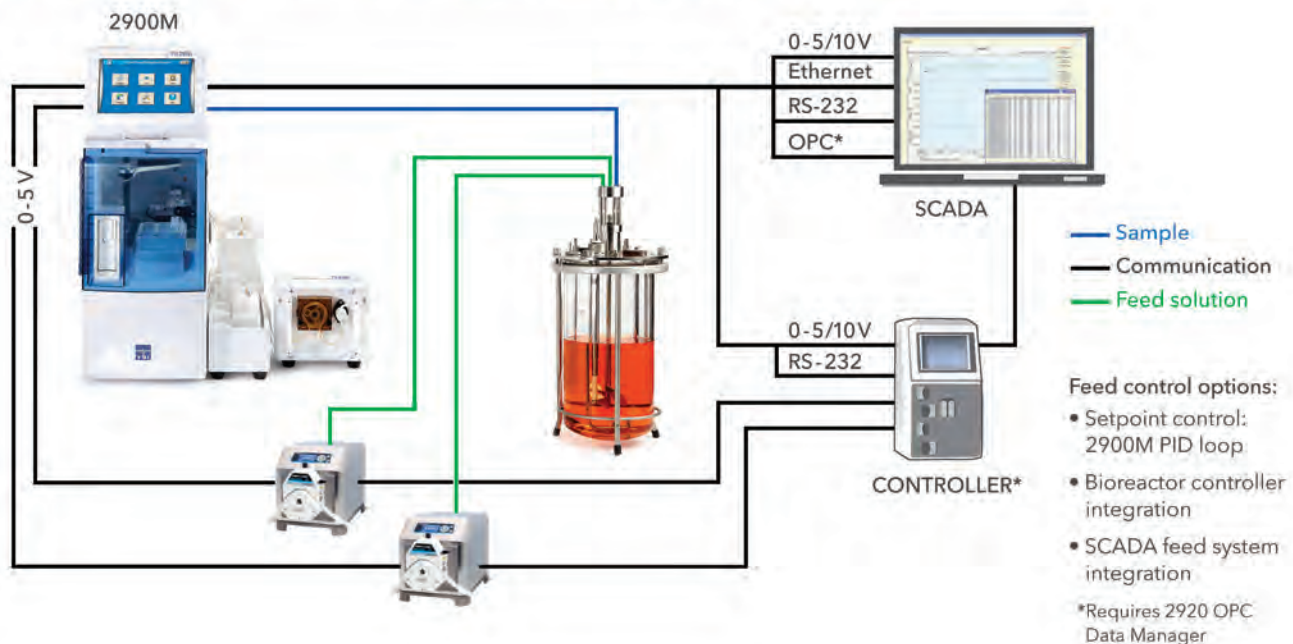 2900M
0-5V
0-5/10V
Ethernet
RS-232
OPC*
SCADA
Sample
Communication
Feed solution
0-5/10V
RS-232
CONTROLLER*
Feed control options:
• Setpoint control:
2900M PID loop
• Bioreactor controller
integration
• SCADA feed system
integration
*Requires 2920 OPC
Data Manager